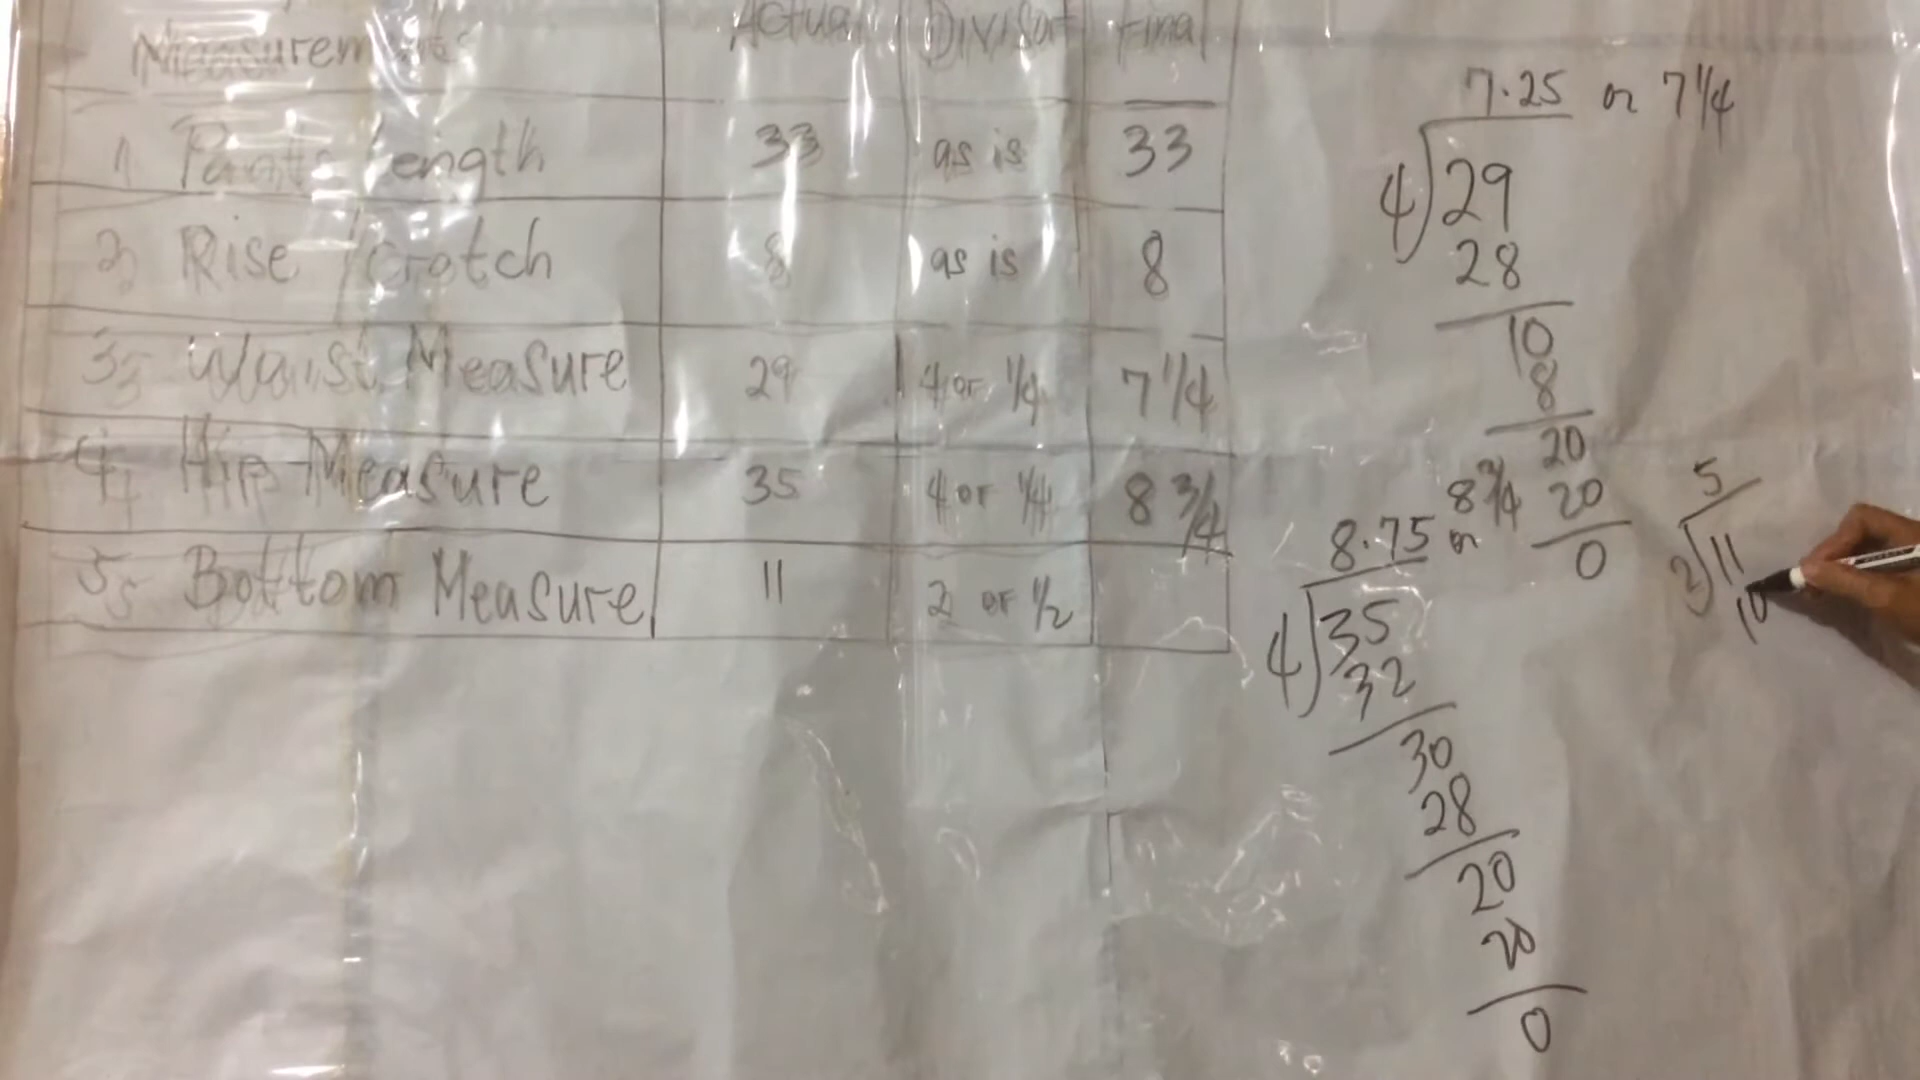 Measurements Actual Divisor Final
1 Pants Length 33 as is 33
2 Rise / crotch 8 as is 8
3 Waist Measure 29 4 or 1/4 7 1/4
4 Hip Measure 35 4 or 1/4 8 3/4
5 Bottom Measure 11 2 or 1/2
7.25 or 7 1/4
4 29
28
10
8
20
20
0
8.75 or 8 3/4
4 35
32
30
28
20
20
0
5
2 11
10